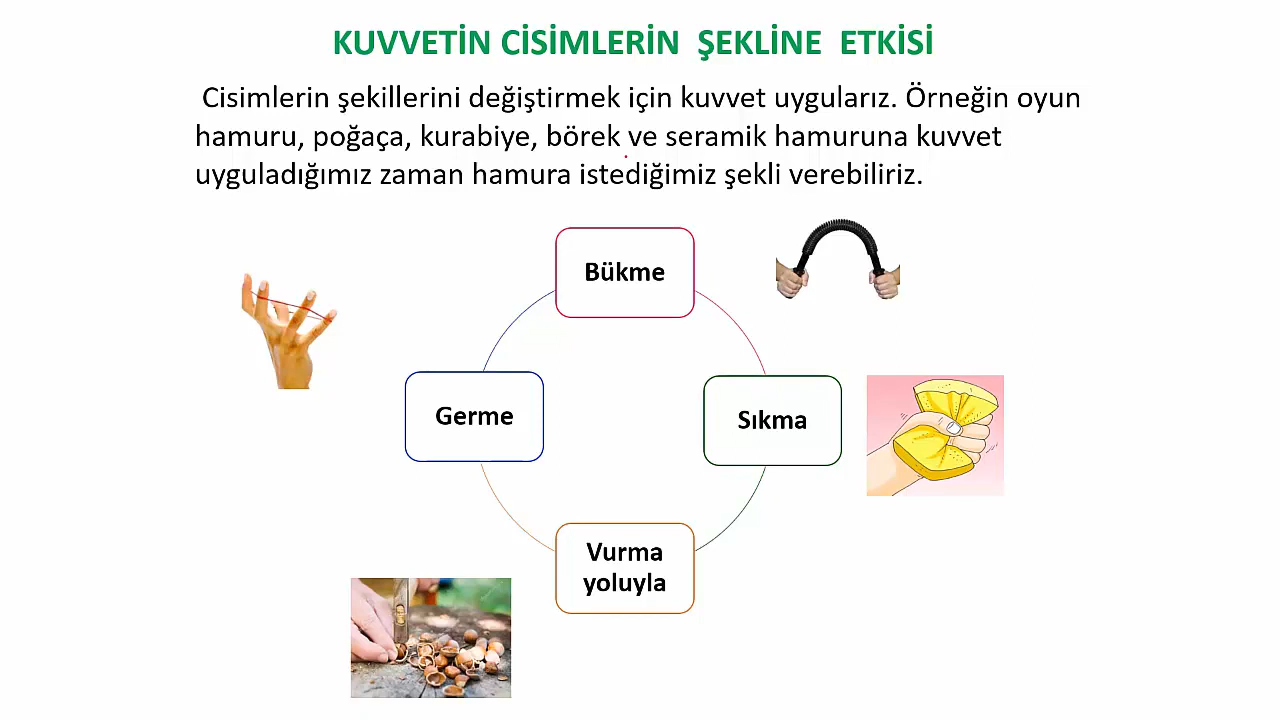 KUVVETİN CİSİMLERİN ŞEKLİNE ETKİSİ
Cisimlerin şekillerini değiştirmek için kuvvet uygularız. Örneğin oyun
hamuru, poğaça, kurabiye, börek ve seramik hamuruna kuvvet
uyguladığımız zaman hamura istediğimiz şekli verebiliriz.
Bükme
Germe
Sıkma
Vurma
yoluyla